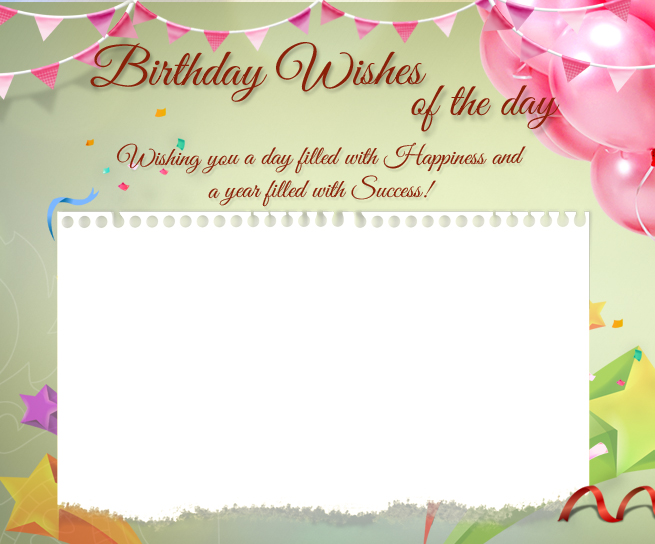 Birthday Wishes
of the day
Wishing you a day filled with Happiness and
a year filled with Success!